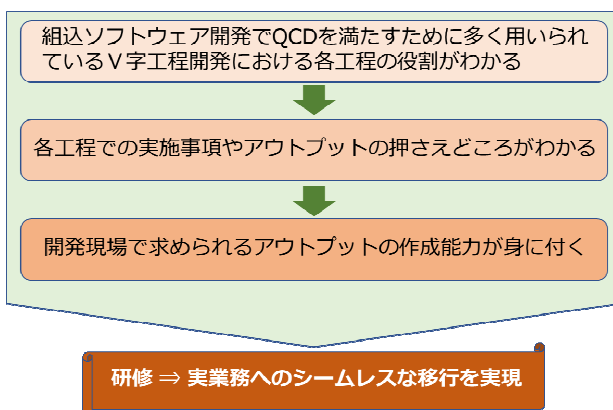 組込ソフトウェア開発でQCDを満たすために多く用いられ
ているV字工程開発における各工程の役割がわかる
各工程での実施事項やアウトプットの押さえどころがわかる
開発現場で求められるアウトプットの作成能力が身に付く
研修 ⇒ 実業務へのシームレスな移行を実現